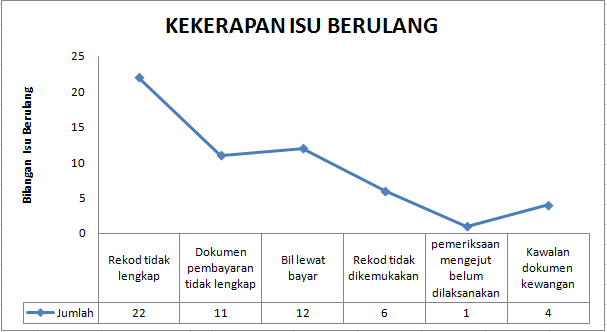 KEKERAPAN ISU BERULANG
Bilangan Isu Berulang
25
20
15
10
5
0
Rekod tidak
lengkap
Dokumen
pembayaran
tidak lengkap
Bil lewat
bayar
Rekod tidak
dikemukakan
pemeriksaan
mengejut
belum
dilaksanakan
Kawalan
dokumen
kewangan
Jumlah 22 11 12 6 1 4